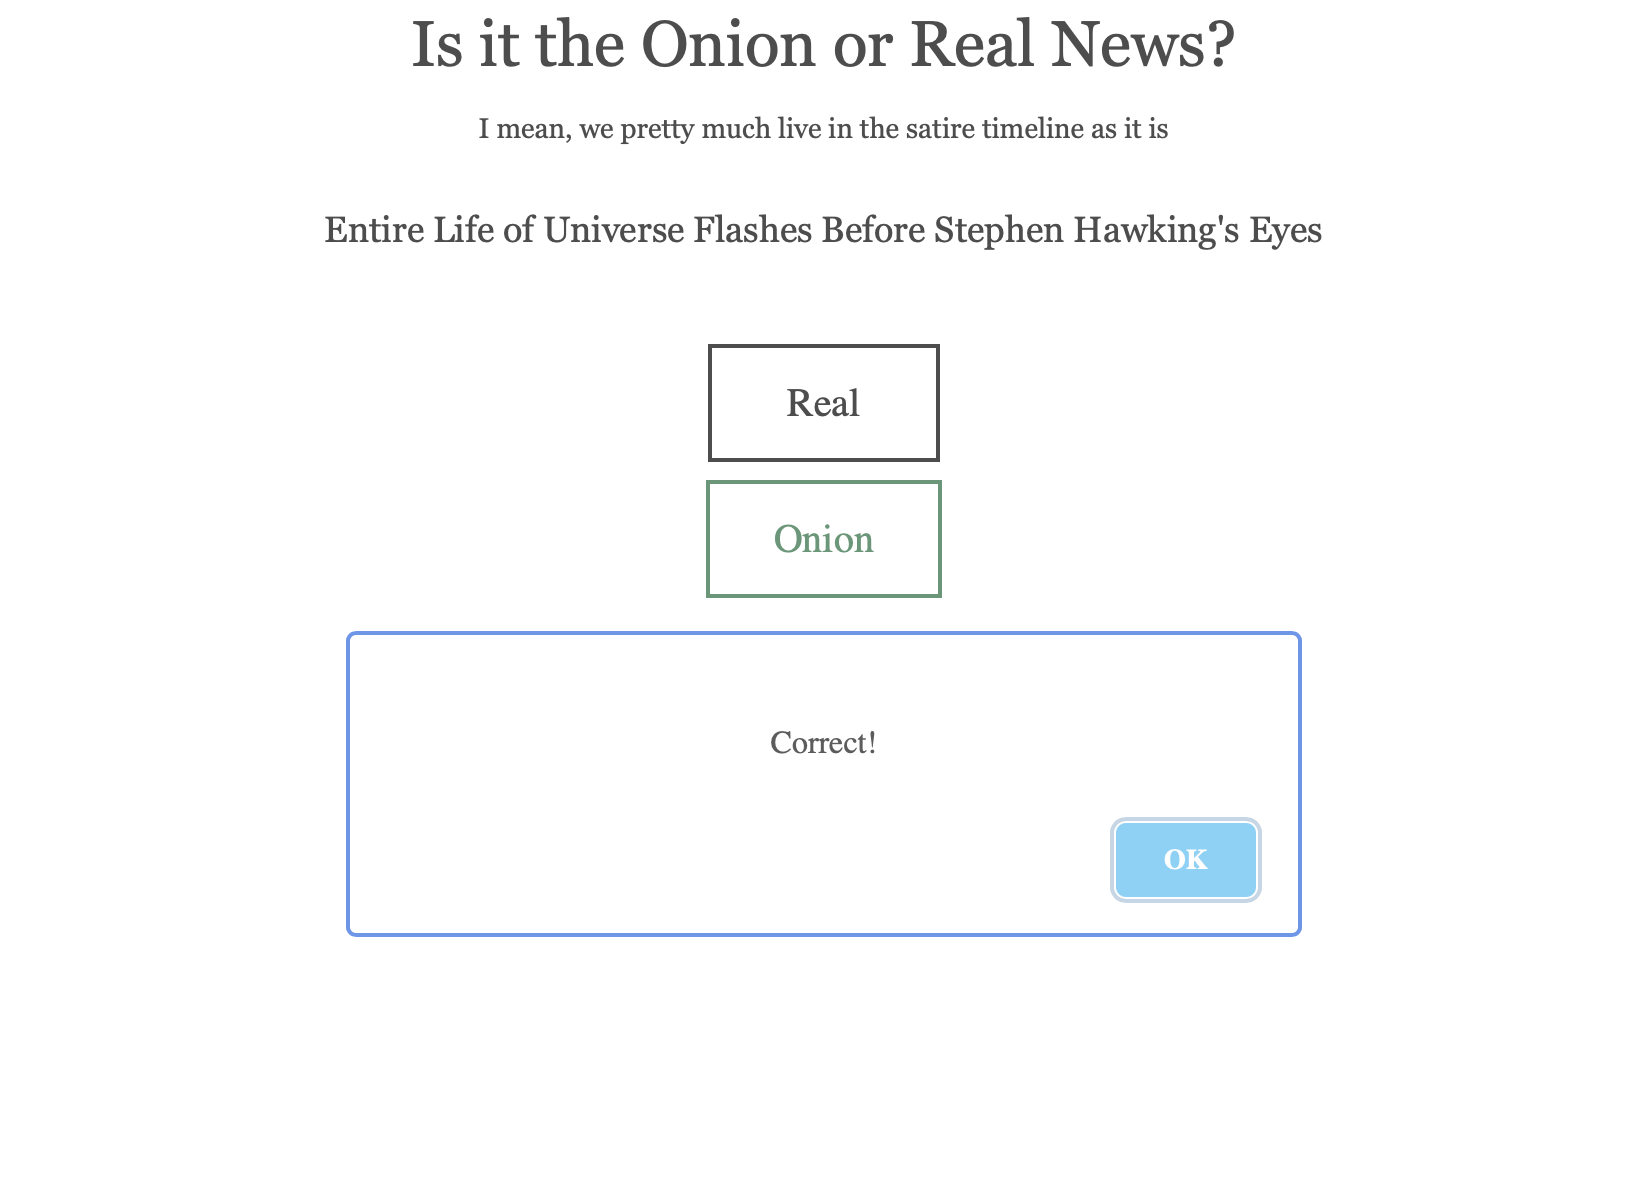 Is it the Onion or Real News?
I mean, we pretty much live in the satire timeline as it is
Entire Life of Universe Flashes Before Stephen Hawking's Eyes
Real
Onion
Correct!
OK